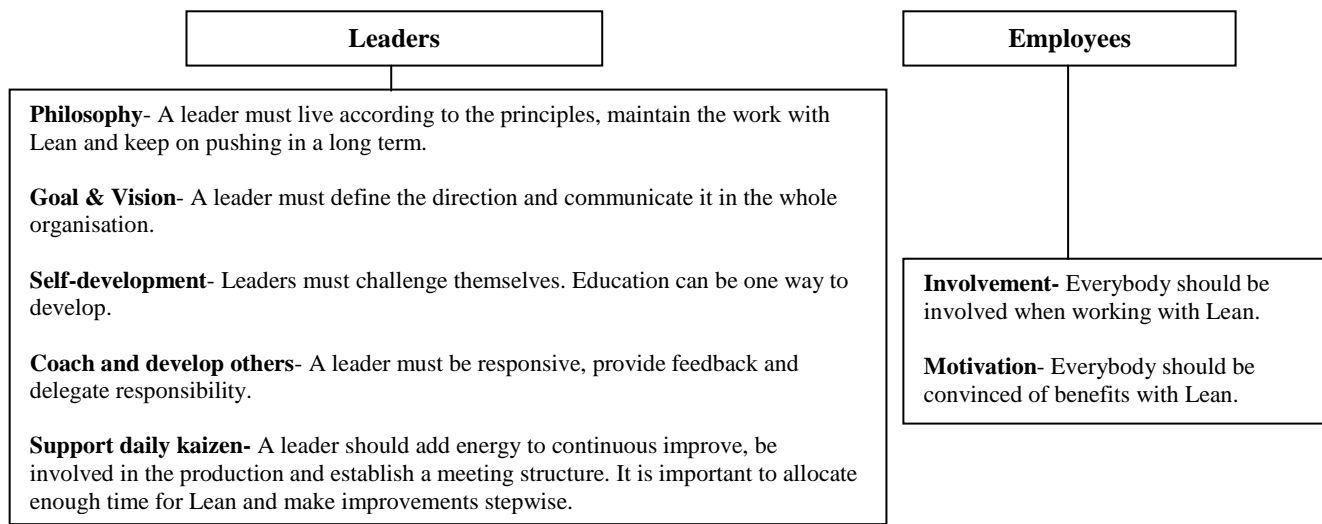 Leaders
Philosophy- A leader must live according to the principles, maintain the work with
Lean and keep on pushing in a long term.
Goal & Vision- A leader must define the direction and communicate it in the whole
organisation.
Self-development- Leaders must challenge themselves. Education can be one way to
develop.
Coach and develop others- A leader must be responsive, provide feedback and
delegate responsibility.
Support daily kaizen- A leader should add energy to continuous improve, be
involved in the production and establish a meeting structure. It is important to allocate
enough time for Lean and make improvements stepwise.
Employees
Involvement- Everybody should be
involved when working with Lean.
Motivation- Everybody should be
convinced of benefits with Lean.